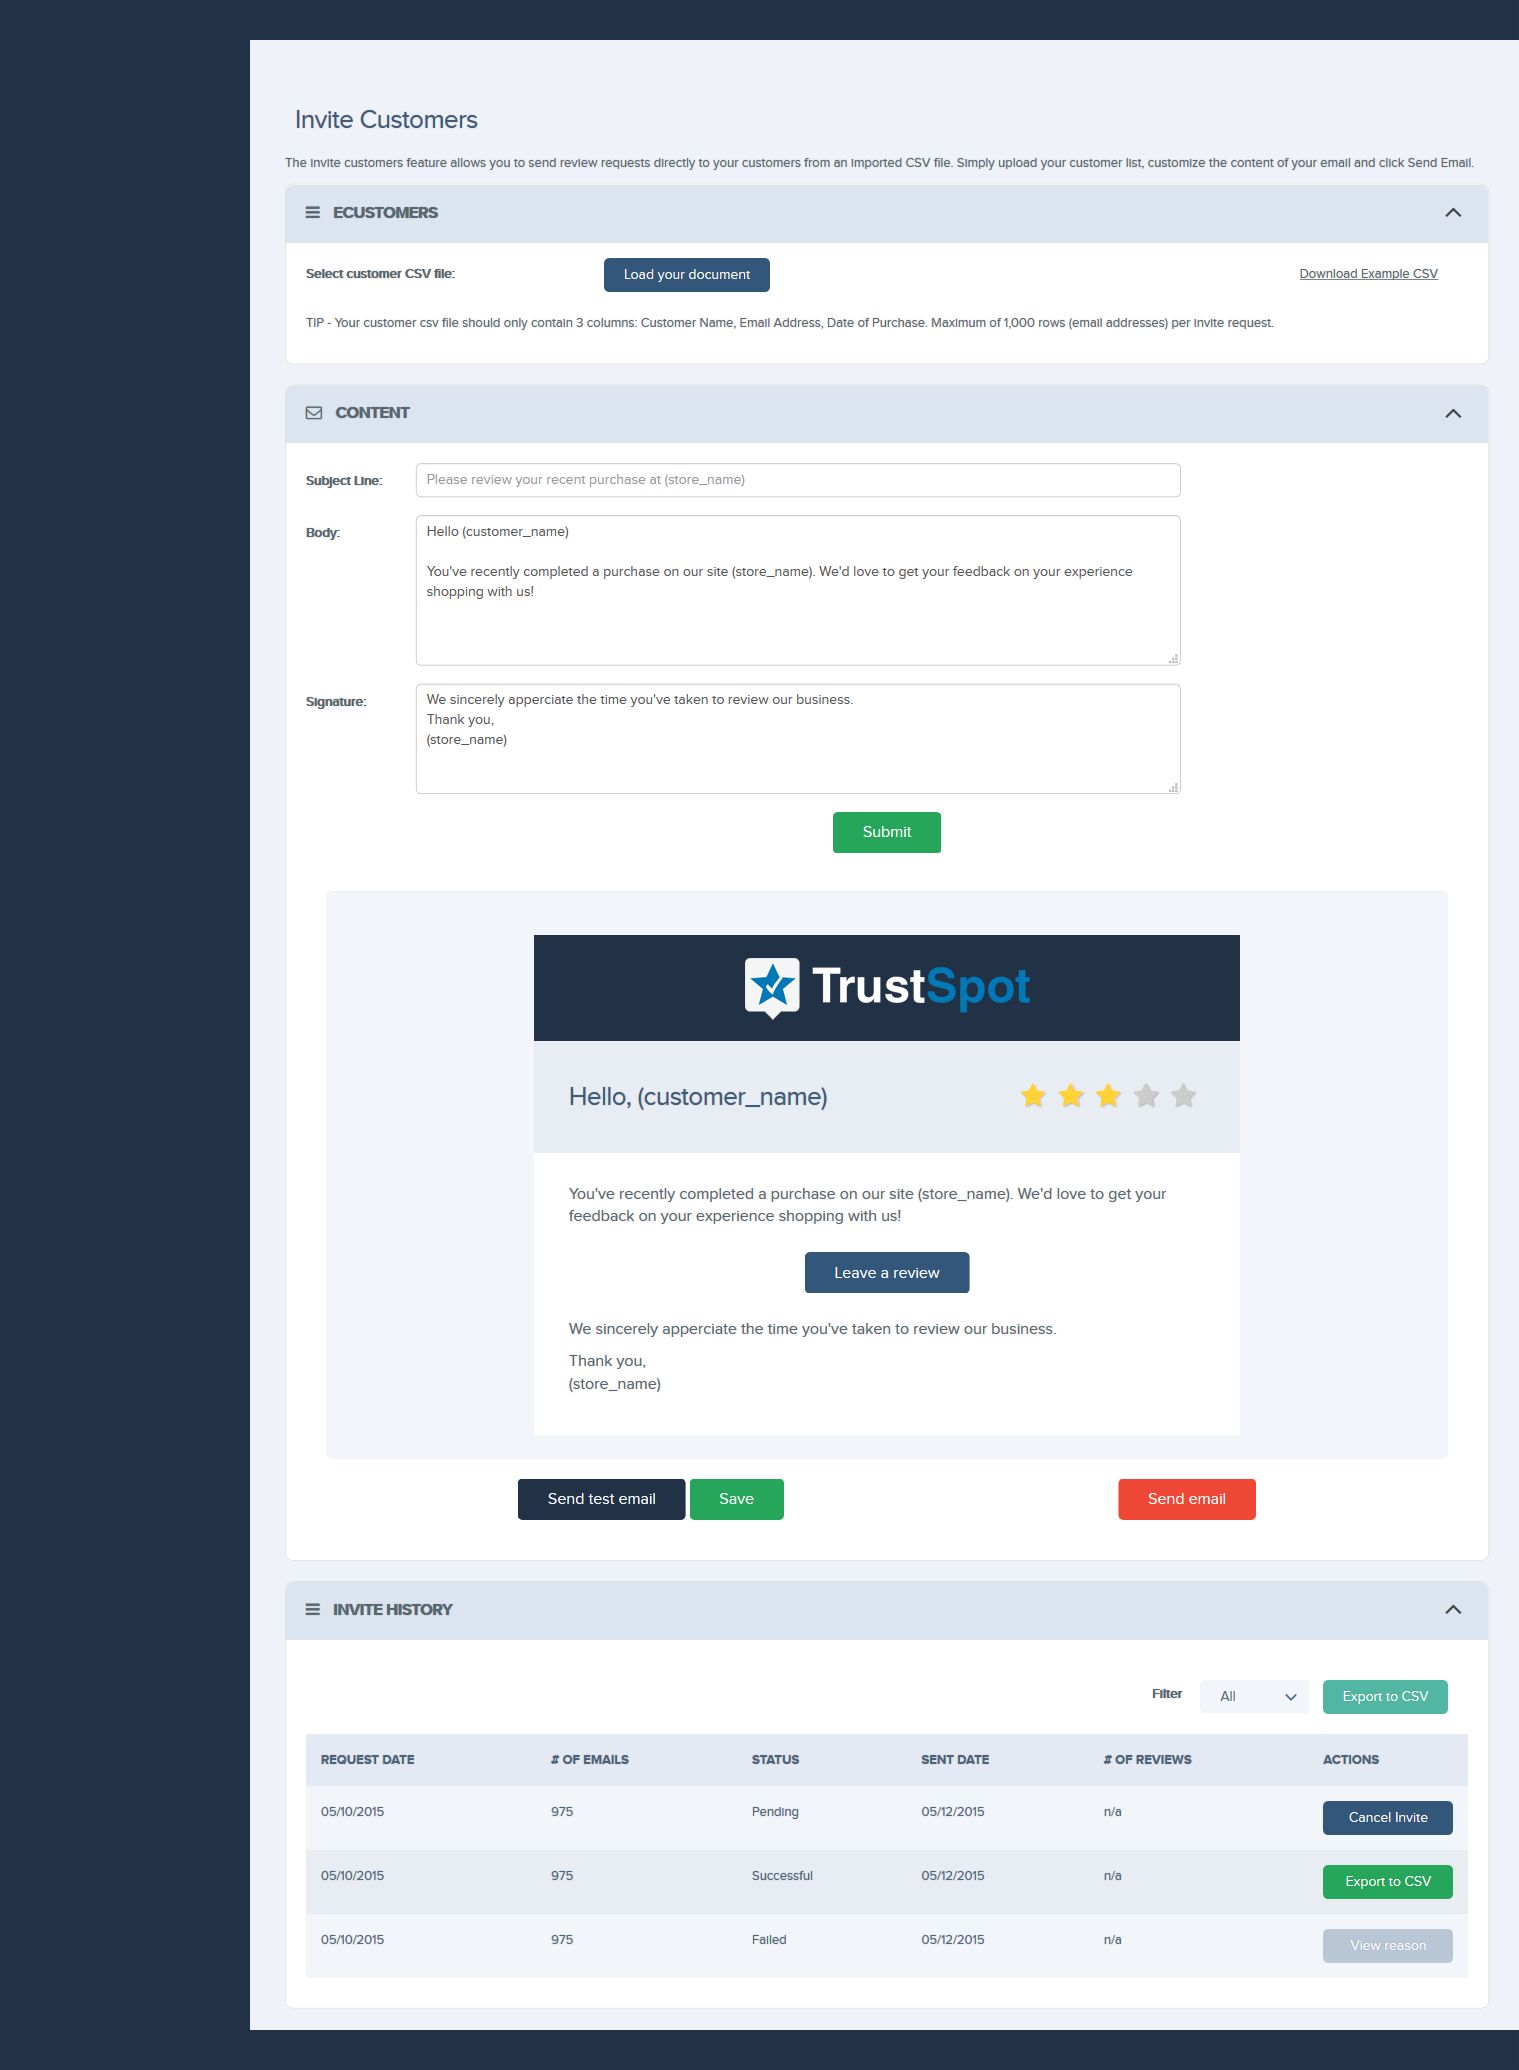 Invite Customers
The invite customers feature allows you to send review requests directly to your customers from an imported CSV file. Simply upload your customer list, customize the content of your email and click Send Email.
ECUSTOMERS
Select customer CSV file:
Load your document
Download Example CSV
TIP - Your customer csv file should only contain 3 columns: Customer Name, Email Address, Date of Purchase. Maximum of 1,000 rows (email addresses) per invite request.
CONTENT
Subject Line:
Please review your recent purchase at (store_name)
Body:
Hello (customer_name)
You've recently completed a purchase on our site (store_name). We'd love to get your feedback on your experience
shopping with us!
Signature:
We sincerely apperciate the time you've taken to review our business.
Thank you,
(store_name)
Submit
TrustSpot
Hello, (customer_name)
You've recently completed a purchase on our site (store_name). We'd love to get your
feedback on your experience shopping with us!
Leave a review
We sincerely apperciate the time you've taken to review our business.
Thank you,
(store_name)
Send test email
Save
Send email
INVITE HISTORY
Filter
All
Export to CSV
REQUEST DATE # OF EMAILS STATUS SENT DATE # OF REVIEWS ACTIONS
05/10/2015 975 Pending 05/12/2015 n/a Cancel Invite
05/10/2015 975 Successful 05/12/2015 n/a Export to CSV
05/10/2015 975 Failed 05/12/2015 n/a View reason